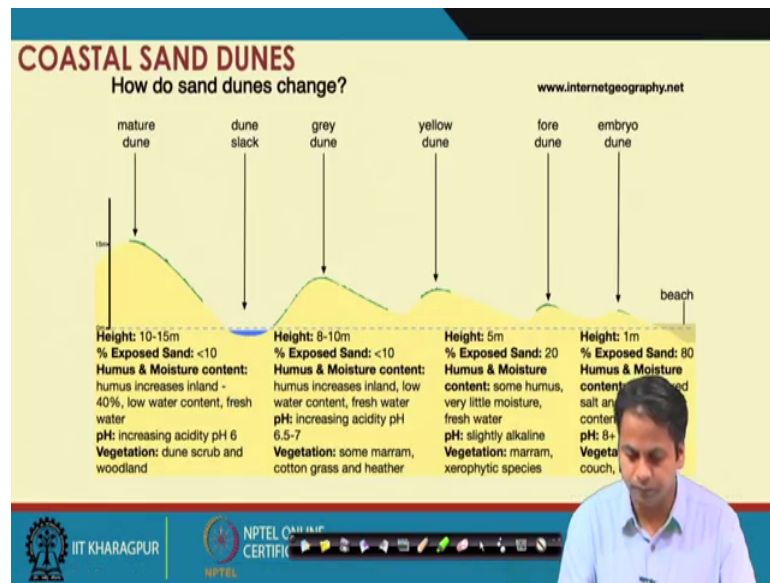 COASTAL SAND DUNES
How do sand dunes change?
www.internetgeography.net
mature
dune
dune
slack
grey
dune
yellow
dune
fore
dune
embryo
dune
15m
beach
Height: 10-15m
% Exposed Sand: <10
Humus & Moisture content:
humus increases inland -
40%, low water content, fresh
water
pH: increasing acidity pH 6
Vegetation: dune scrub and
woodland
Height: 8-10m
% Exposed Sand: <10
Humus & Moisture content:
humus increases inland, low
water content, fresh water
pH: increasing acidity pH
6.5-7
Vegetation: some marram,
cotton grass and heather
Height: 5m
% Exposed Sand: 20
Humus & Moisture
content: some humus,
very little moisture,
fresh water
pH: slightly alkaline
Vegetation: marram,
xerophytic species
Height: 1m
% Exposed Sand: 80
Humus & Moisture
salt
pH: 8+
couch,
IIT KHARAGPUR
NPTEL
NPTEL